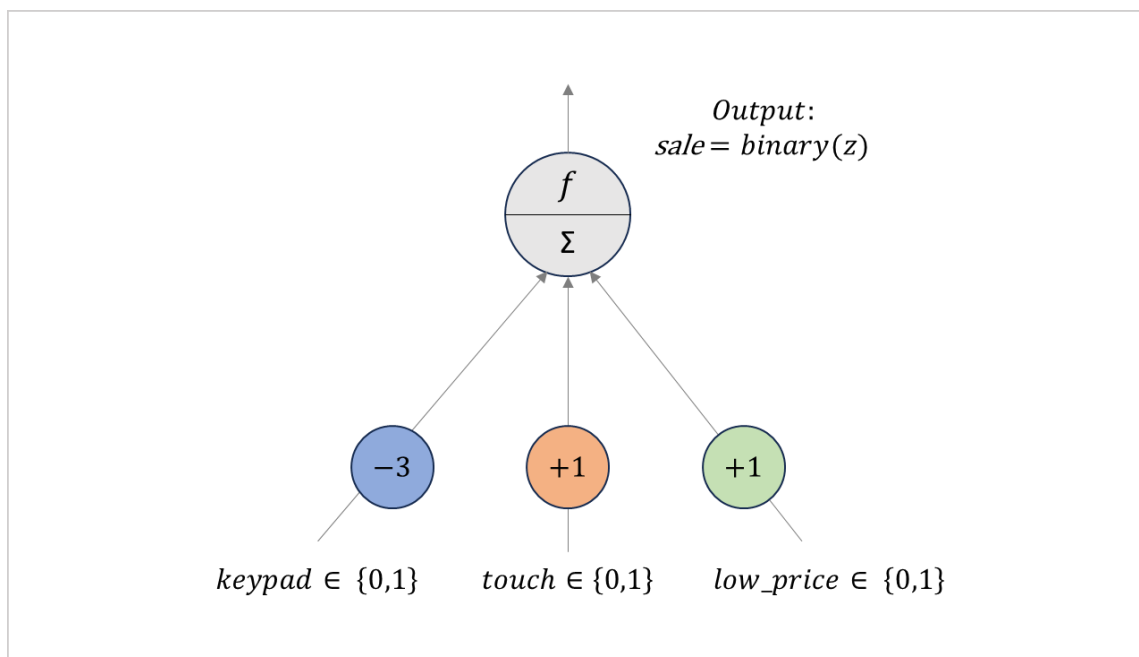 Output:
sale = binary(z)
f
Σ
−3
+1
+1
keypad ∈ {0,1}
touch ∈ {0,1}
low_price ∈ {0,1}